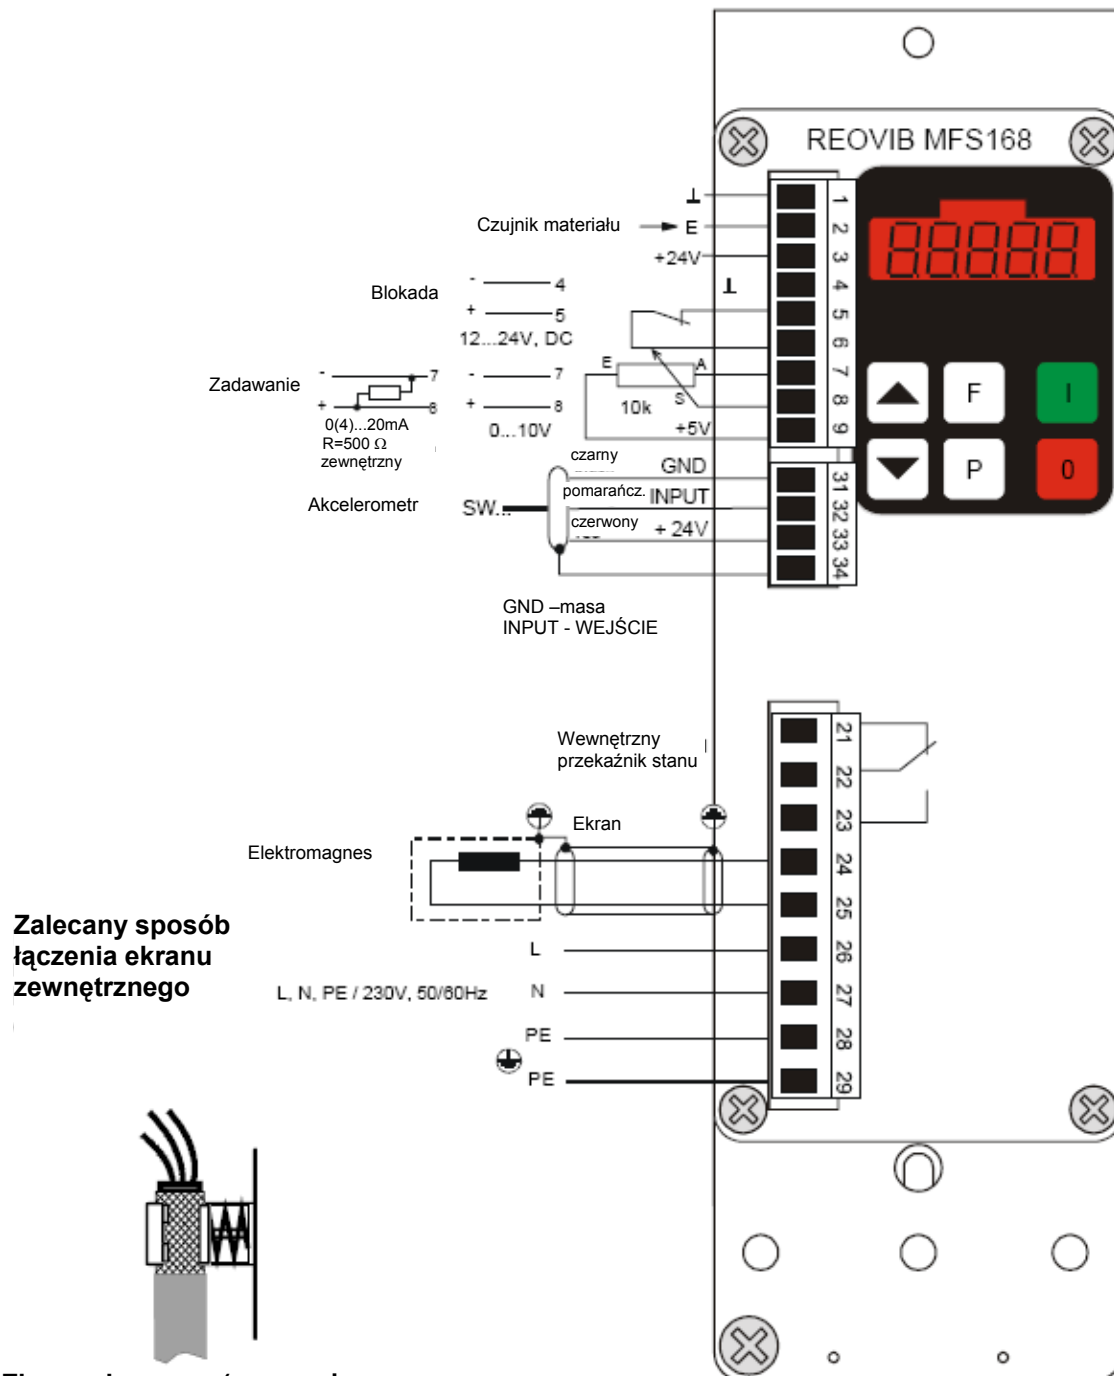 REOVIB MFS168
1
Czujnik materiału E 2
+24V 3
4
Blokada - 4
+ 5
12...24V, DC
5
6
Zadawanie - 7
+ 8
0(4)...20mA
R=500 Ω
zewnętrzny
- 7
+ 8
0...10V
E A
10k S
7
8
+5V 9
F I
P 0
Akcelerometr SW...
czarny GND 31
pomarańcz. INPUT 32
czerwony + 24V 33
34
GND –masa
INPUT - WEJŚCIE
Wewnętrzny
przekaźnik stanu
21
22
23
Ekran
Elektromagnes
24
25
Zalecany sposób
łączenia ekranu
zewnętrznego
L, N, PE / 230V, 50/60Hz
L 26
N 27
PE 28
PE 29